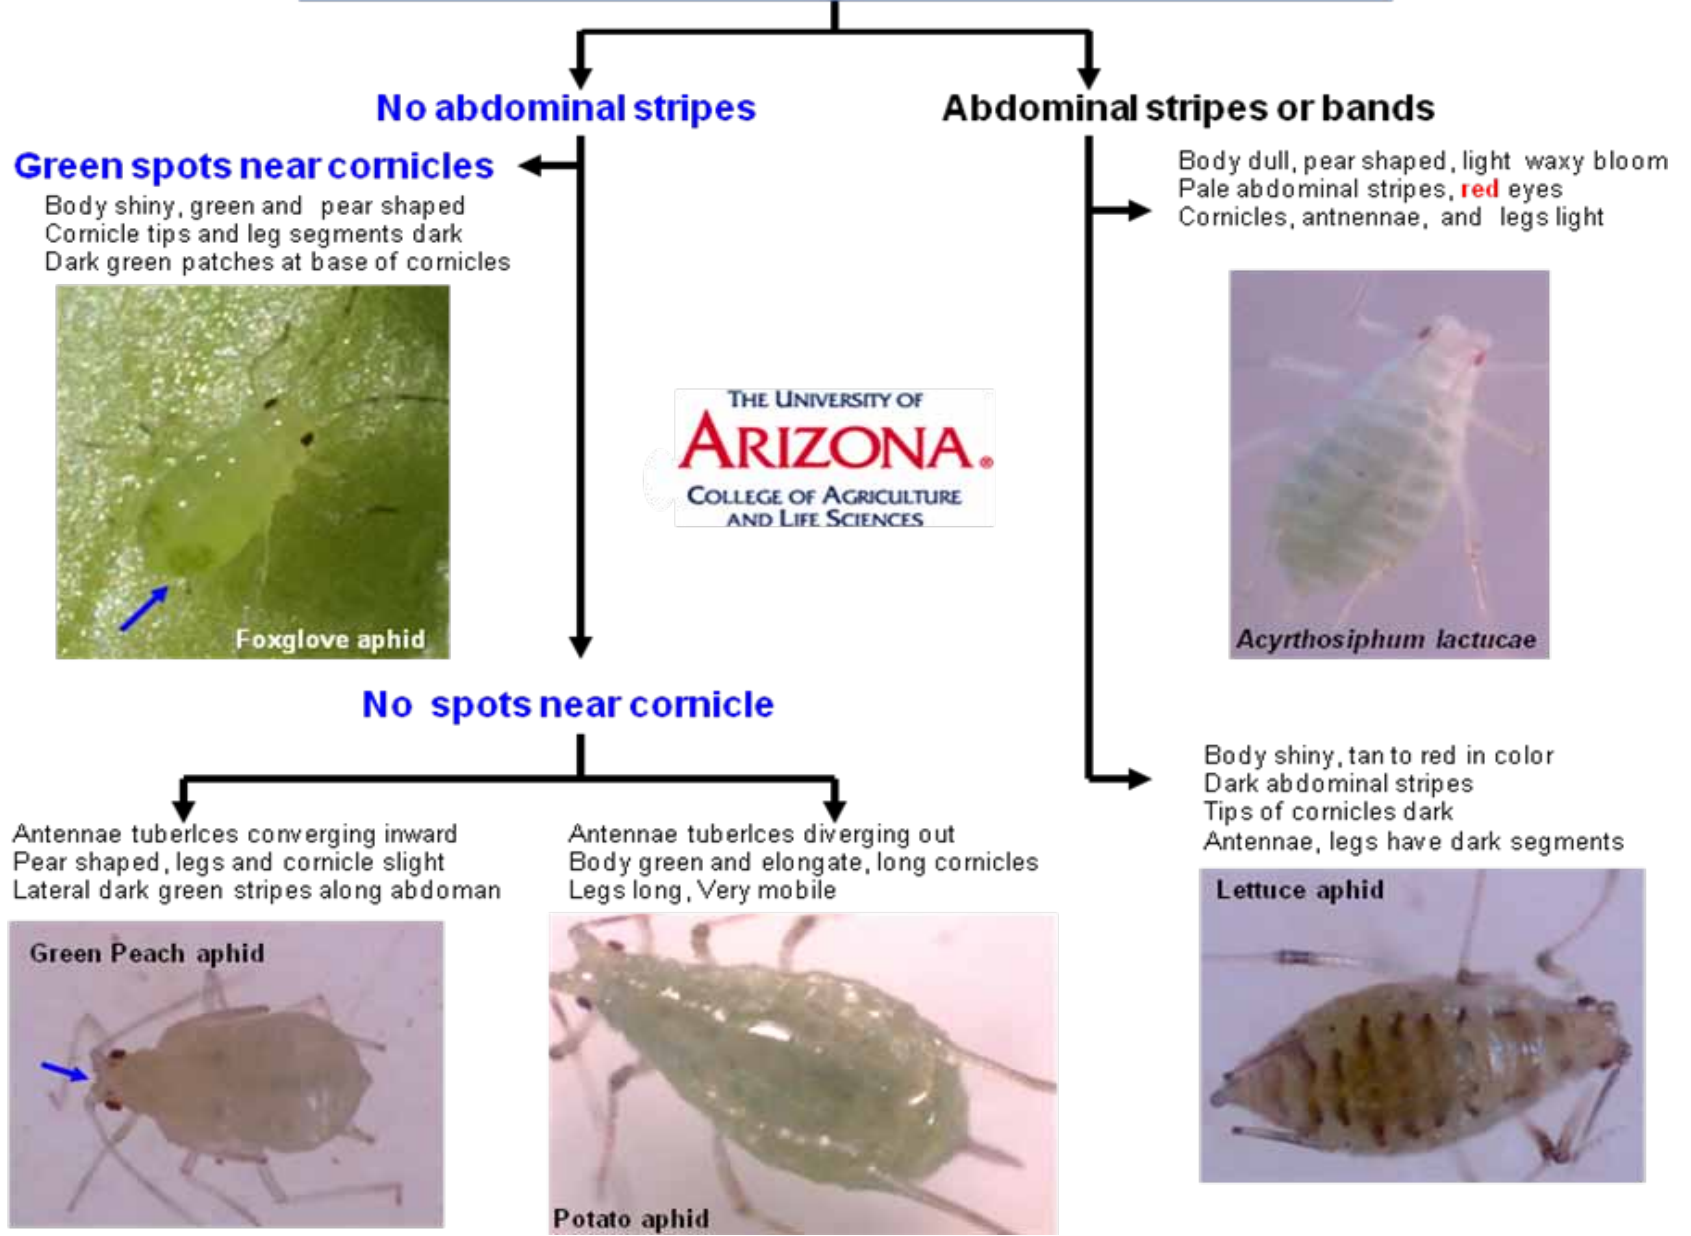 No abdominal stripes
Abdominal stripes or bands
Green spots near cornicles
Body shiny, green and pear shaped
Cornicle tips and leg segments dark
Dark green patches at base of cornicles
Body dull, pear shaped, light waxy bloom
Pale abdominal stripes, red eyes
Cornicles, antnennae, and legs light
THE UNIVERSITY OF
ARIZONA®
COLLEGE OF AGRICULTURE
AND LIFE SCIENCES
Foxglove aphid
Acyrthosiphum lactucae
No spots near cornicle
Antennae tuberlces converging inward
Pear shaped, legs and cornicle slight
Lateral dark green stripes along abdoman
Antennae tuberlces diverging out
Body green and elongate, long cornicles
Legs long, Very mobile
Body shiny, tan to red in color
Dark abdominal stripes
Tips of cornicles dark
Antennae, legs have dark segments
Green Peach aphid
Potato aphid
Lettuce aphid